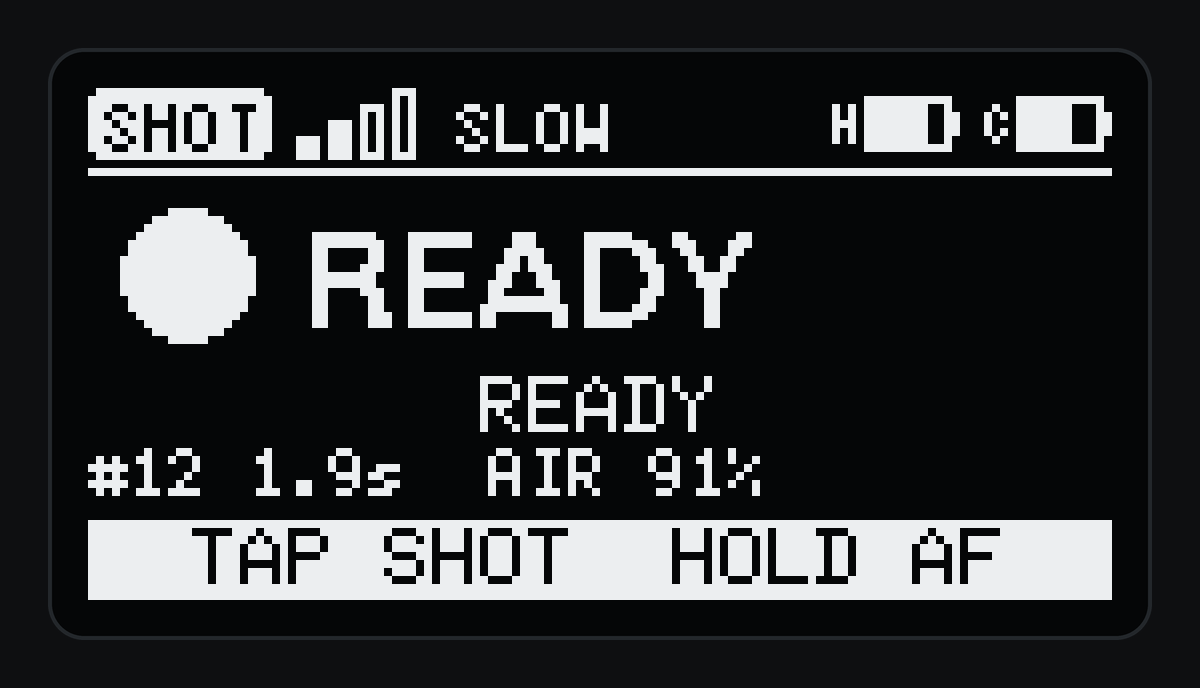 SHOT SLOW H C
READY
READY
#12 1.9s AIR 91%
TAP SHOT HOLD AF